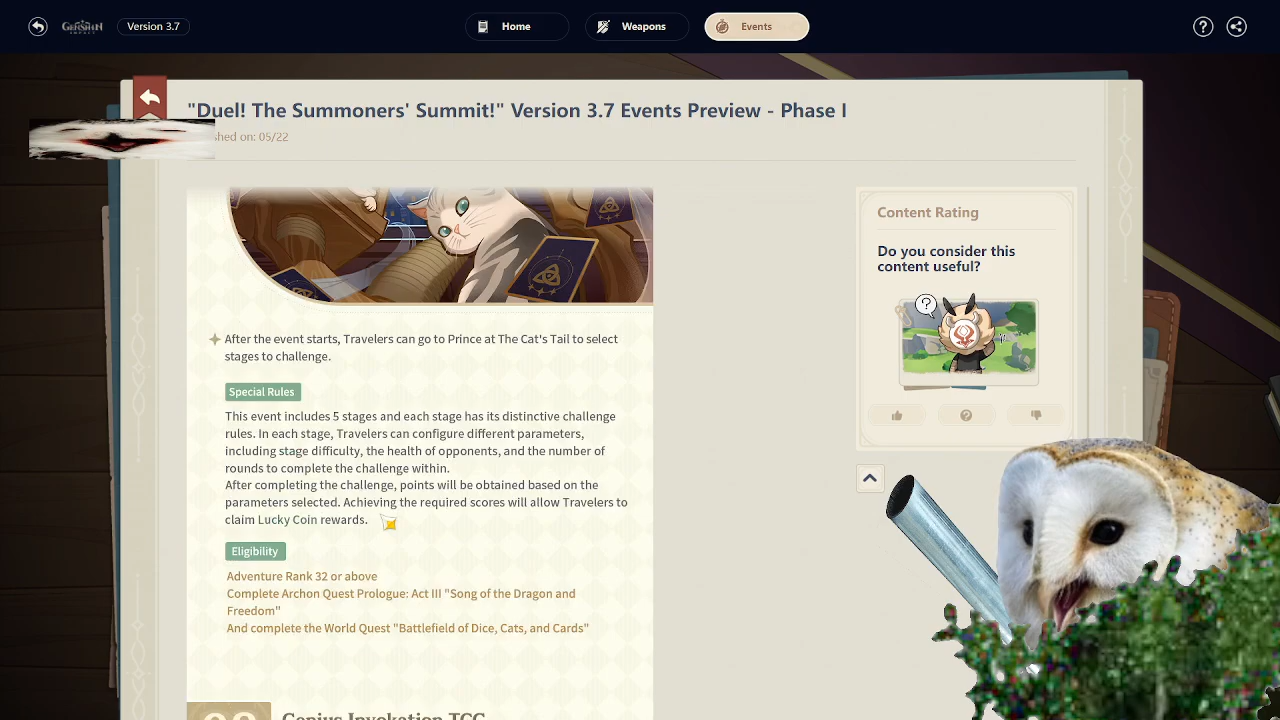 GENSHIN
IMPACT
Version 3.7
Home
Weapons
Events
"Duel! The Summoners' Summit!" Version 3.7 Events Preview - Phase I
shed on: 05/22
After the event starts, Travelers can go to Prince at The Cat's Tail to select
stages to challenge.
Special Rules
This event includes 5 stages and each stage has its distinctive challenge
rules. In each stage, Travelers can configure different parameters,
including stage difficulty, the health of opponents, and the number of
rounds to complete the challenge within.
After completing the challenge, points will be obtained based on the
parameters selected. Achieving the required scores will allow Travelers to
claim Lucky Coin rewards.
Eligibility
Adventure Rank 32 or above
Complete Archon Quest Prologue: Act III "Song of the Dragon and
Freedom"
And complete the World Quest "Battlefield of Dice, Cats, and Cards"
Genius Invokation TCG
Content Rating
Do you consider this
content useful?
?